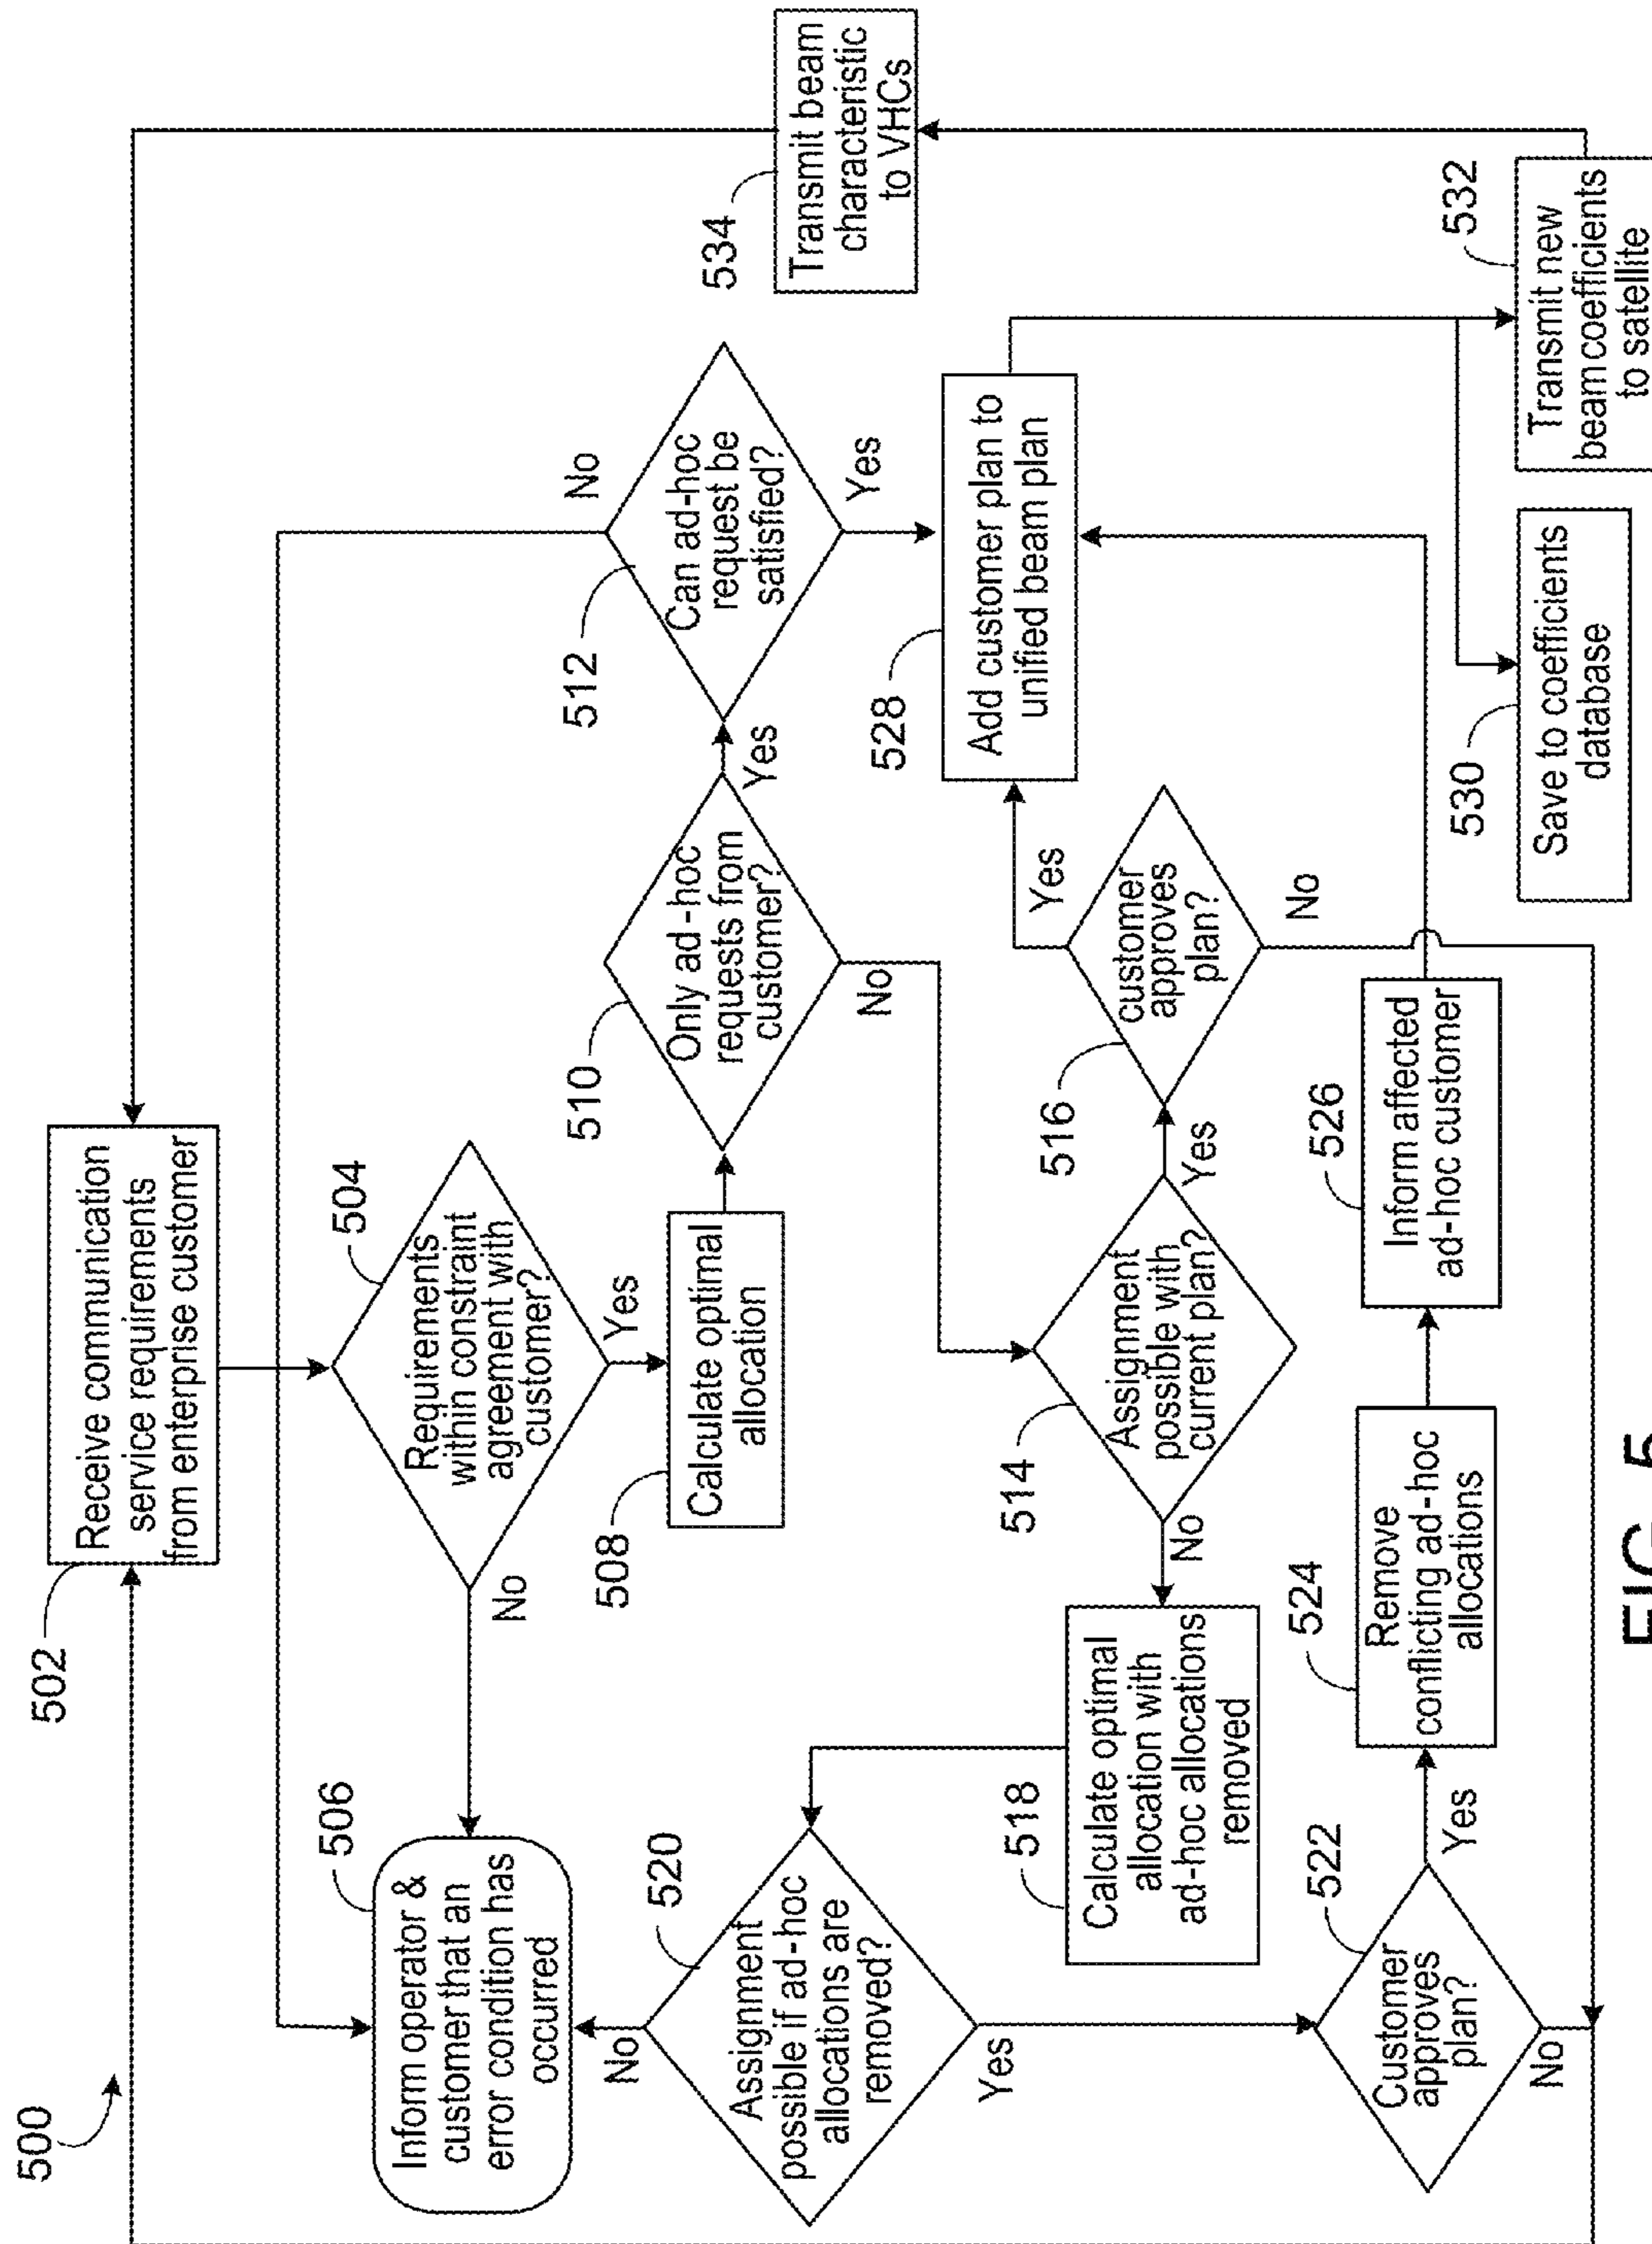 500
502
Receive communication
service requirements
from enterprise customer
504
Requirements
within constraint
agreement with
customer?
No
Yes
506
Inform operator &
customer that an
error condition has
occurred
508
Calculate optimal
allocation
510
Only ad-hoc
requests from
customer?
Yes
No
512
Can ad-hoc
request be
satisfied?
No
Yes
514
Assignment
possible with
current plan?
No
Yes
516
customer
approves
plan?
Yes
No
518
Calculate optimal
allocation with
ad-hoc allocations
removed
520
Assignment
possible if ad-hoc
allocations are
removed?
No
Yes
522
Customer
approves
plan?
Yes
No
524
Remove
conflicting ad-hoc
allocations
526
Inform affected
ad-hoc customer
528
Add customer plan to
unified beam plan
530
Save to coefficients
database
532
Transmit new
beam coefficients
to satellite
534
Transmit beam
characteristic
to VHCs
FIG. 5